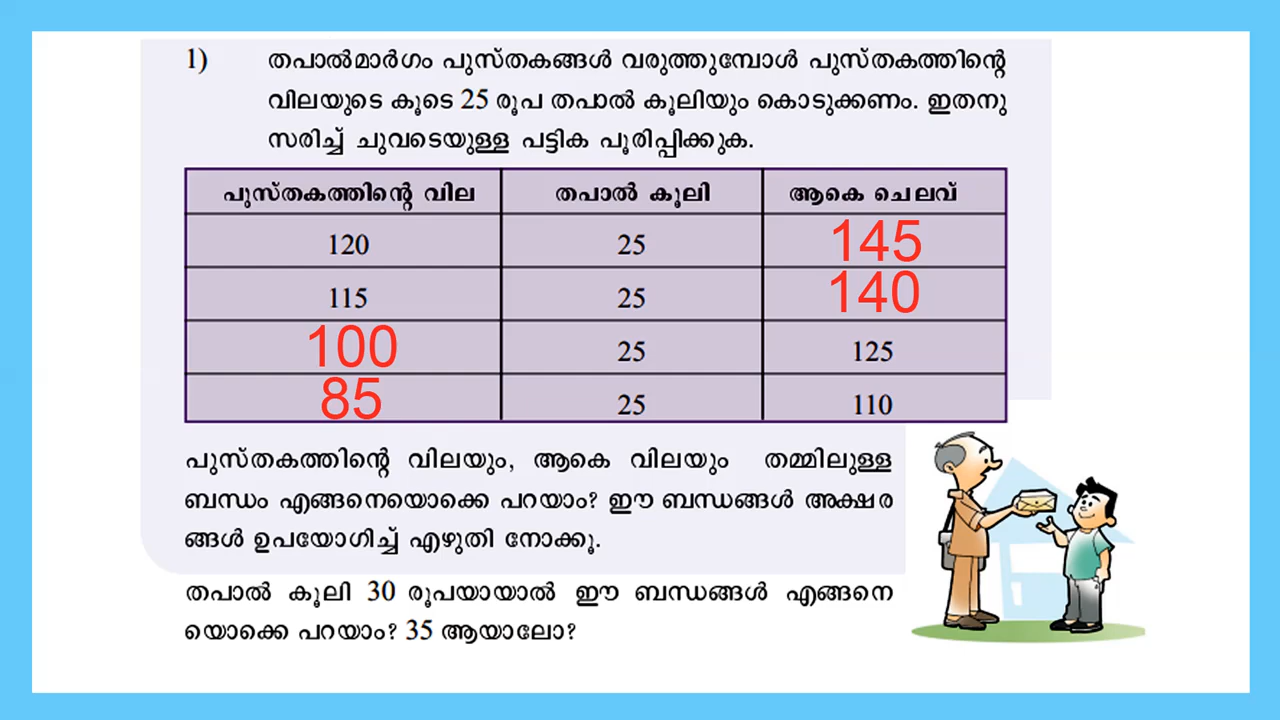 1) തപാൽമാർഗം പുസ്തകങ്ങൾ വരുത്തുമ്പോൾ പുസ്തകത്തിന്റെ
വിലയുടെ കൂടെ 25 രൂപ തപാൽ കൂലിയും കൊടുക്കണം. ഇതനു
സരിച്ച് ചുവടെയുള്ള പട്ടിക പൂരിപ്പിക്കുക.
പുസ്തകത്തിന്റെ വില തപാൽ കൂലി ആകെ ചെലവ്
120 25 145
115 25 140
100 25 125
85 25 110
പുസ്തകത്തിന്റെ വിലയും, ആകെ വിലയും തമ്മിലുള്ള
ബന്ധം എങ്ങനെയൊക്കെ പറയാം? ഈ ബന്ധങ്ങൾ അക്ഷര
ങ്ങൾ ഉപയോഗിച്ച് എഴുതി നോക്കൂ.
തപാൽ കൂലി 30 രൂപയായാൽ ഈ ബന്ധങ്ങൾ എങ്ങനെ
യൊക്കെ പറയാം? 35 ആയാലോ?